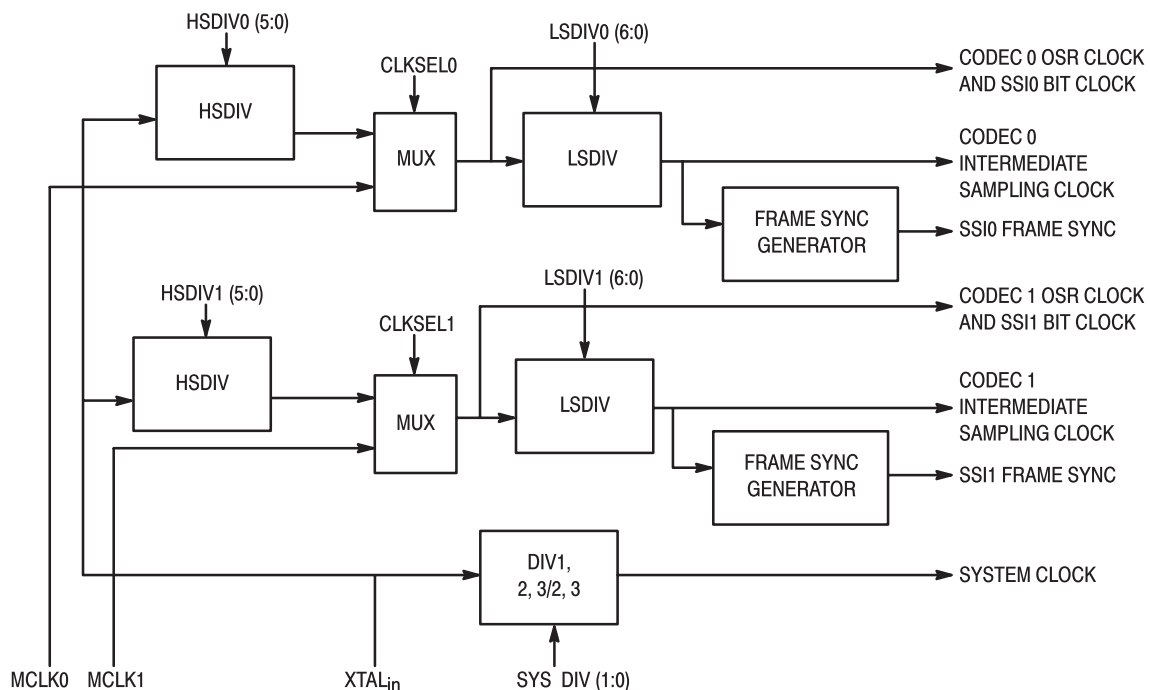 HSDIV0 (5:0)
LSDIV0 (6:0)
CLKSEL0
HSDIV
MUX
LSDIV
CODEC 0 OSR CLOCK
AND SSI0 BIT CLOCK
CODEC 0
INTERMEDIATE
SAMPLING CLOCK
FRAME SYNC
GENERATOR
SSI0 FRAME SYNC
HSDIV1 (5:0)
LSDIV1 (6:0)
CLKSEL1
HSDIV
MUX
LSDIV
CODEC 1 OSR CLOCK
AND SSI1 BIT CLOCK
CODEC 1
INTERMEDIATE
SAMPLING CLOCK
FRAME SYNC
GENERATOR
SSI1 FRAME SYNC
DIV1,
2, 3/2, 3
SYSTEM CLOCK
MCLK0
MCLK1
XTALin
SYS DIV (1:0)